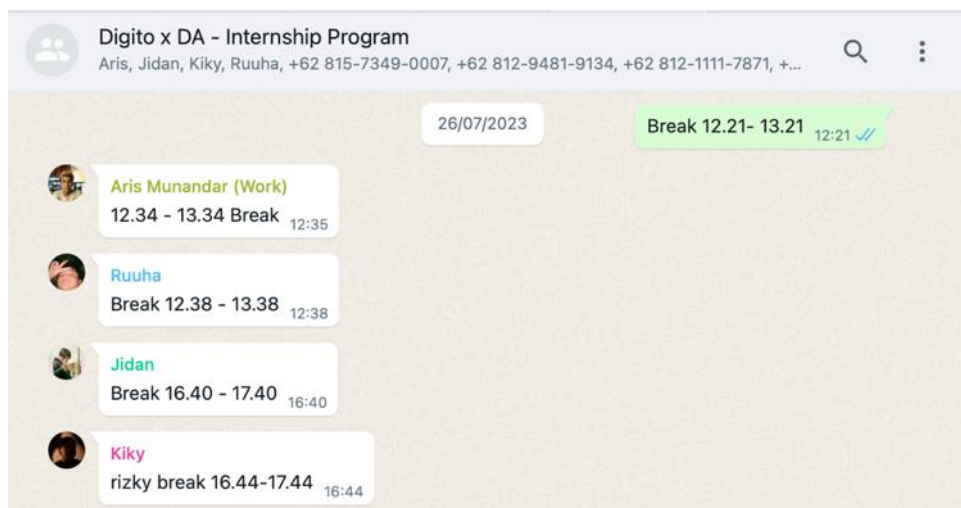 Digito x DA - Internship Program
Aris, Jidan, Kiky, Ruuha, +62 815-7349-0007, +62 812-9481-9134, +62 812-1111-7871, +...
26/07/2023
Break 12.21- 13.21 12:21
Aris Munandar (Work)
12.34 - 13.34 Break 12:35
Ruuha
Break 12.38 - 13.38 12:38
Jidan
Break 16.40 - 17.40 16:40
Kiky
rizky break 16.44-17.44 16:44